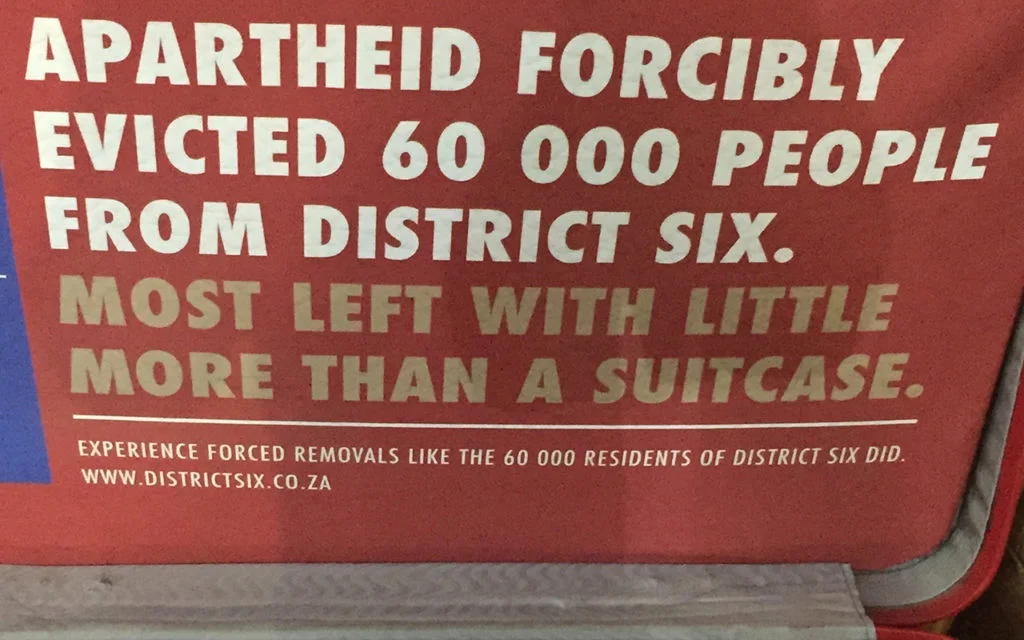 APARTHEID FORCIBLY
EVICTED 60 000 PEOPLE
FROM DISTRICT SIX.
MOST LEFT WITH LITTLE
MORE THAN A SUITCASE.
EXPERIENCE FORCED REMOVALS LIKE THE 60 000 RESIDENTS OF DISTRICT SIX DID.
WWW.DISTRICTSIX.CO.ZA